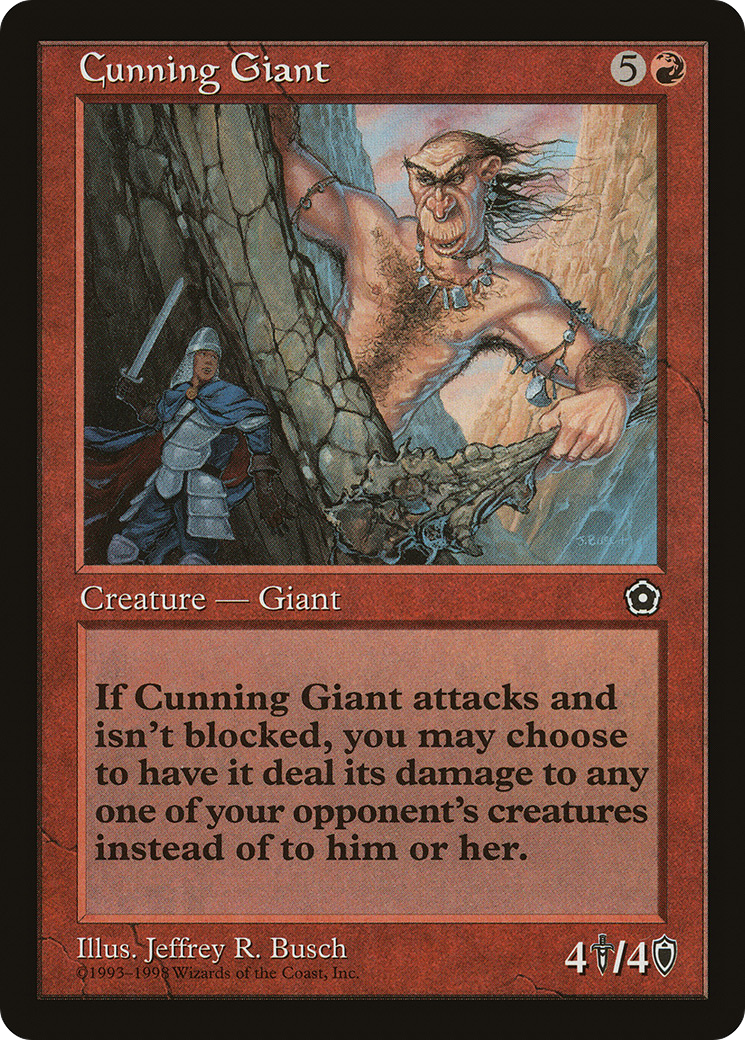 Cunning Giant 5
J. Busch
Creature — Giant
If Cunning Giant attacks and
isn't blocked, you may choose
to have it deal its damage to any
one of your opponent's creatures
instead of to him or her.
Illus. Jeffrey R. Busch
©1993–1998 Wizards of the Coast, Inc.
4/4